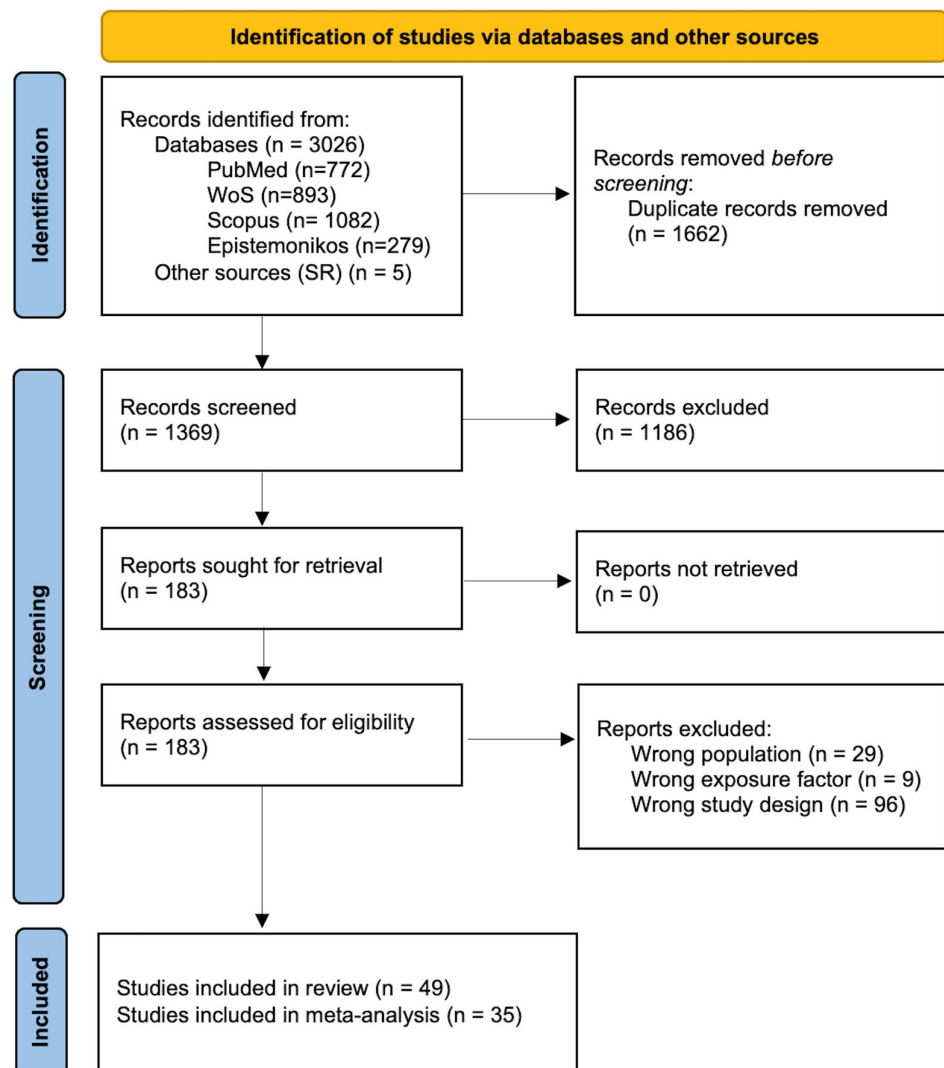 Identification of studies via databases and other sources
Identification
Records identified from:
Databases (n = 3026)
PubMed (n=772)
WoS (n=893)
Scopus (n= 1082)
Epistemonikos (n=279)
Other sources (SR) (n = 5)
Records removed before
screening:
Duplicate records removed
(n = 1662)
Screening
Records screened
(n = 1369)
Records excluded
(n = 1186)
Reports sought for retrieval
(n = 183)
Reports not retrieved
(n = 0)
Reports assessed for eligibility
(n = 183)
Reports excluded:
Wrong population (n = 29)
Wrong exposure factor (n = 9)
Wrong study design (n = 96)
Included
Studies included in review (n = 49)
Studies included in meta-analysis (n = 35)